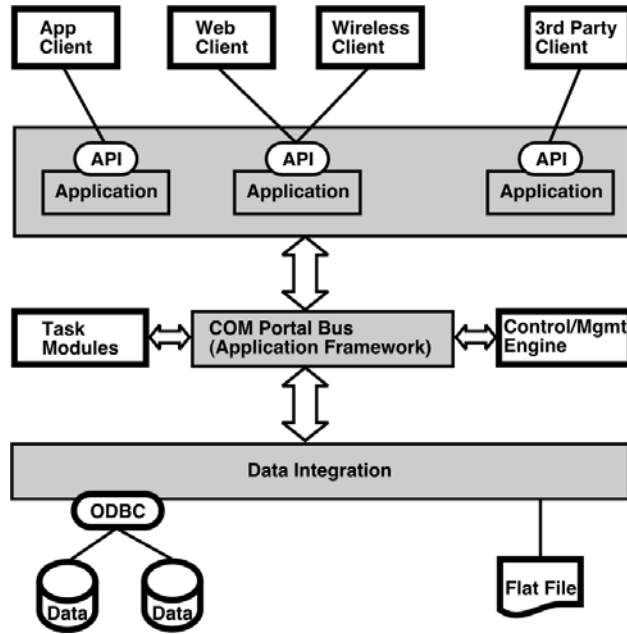 App
Client
Web
Client
Wireless
Client
3rd Party
Client
API
Application
API
Application
API
Application
Task
Modules
COM Portal Bus
(Application Framework)
Control/Mgmt
Engine
Data Integration
ODBC
Data
Data
Flat File